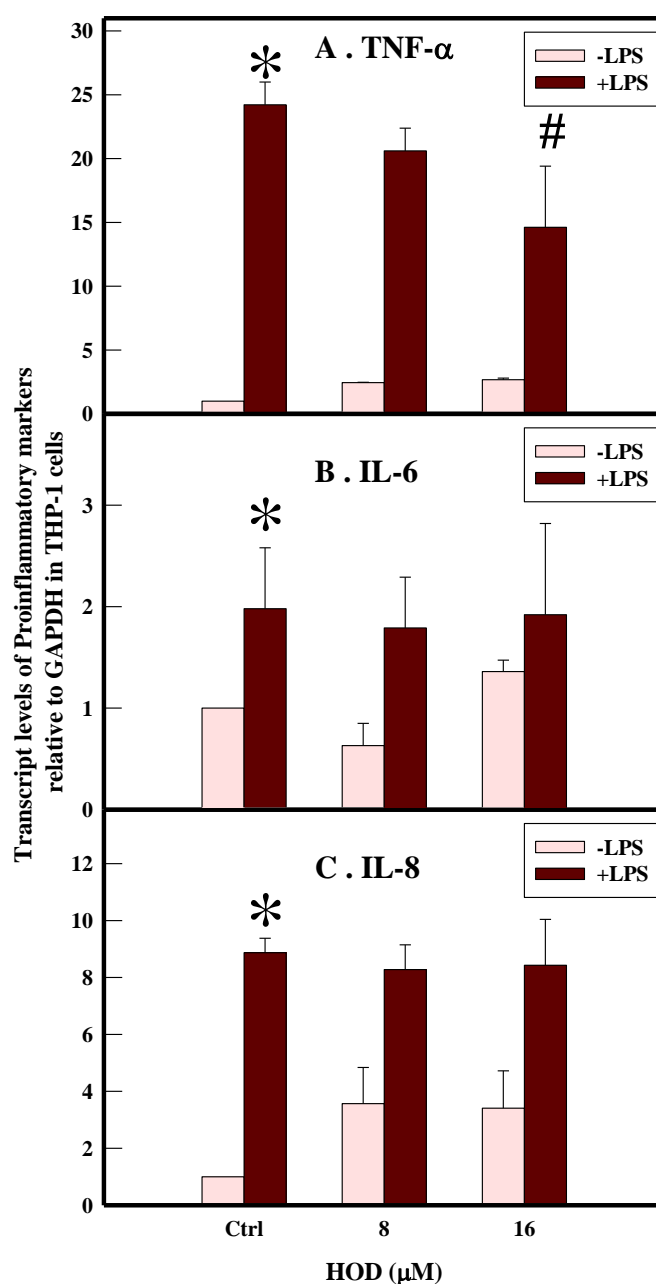 Transcript levels of Proinflammatory markers
relative to GAPDH in THP-1 cells
A . TNF-α
-LPS
+LPS
30
25
20
15
10
5
0
*
#
B . IL-6
-LPS
+LPS
3
2
1
0
*
C . IL-8
-LPS
+LPS
12
10
8
6
4
2
0
*
Ctrl 8 16
HOD (μM)